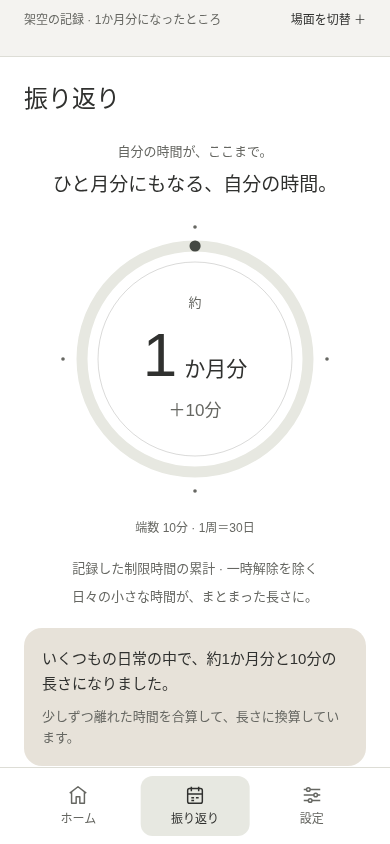 架空の記録 · 1か月分になったところ
場面を切替 ＋
振り返り
自分の時間が、ここまで。
ひと月分にもなる、自分の時間。
約
1 か月分
＋10分
端数 10分 · 1周＝30日
記録した制限時間の累計 · 一時解除を除く
日々の小さな時間が、まとまった長さに。
いくつもの日常の中で、約1か月分と10分の
長さになりました。
少しずつ離れた時間を合算して、長さに換算してい
ます。
ホーム
振り返り
設定